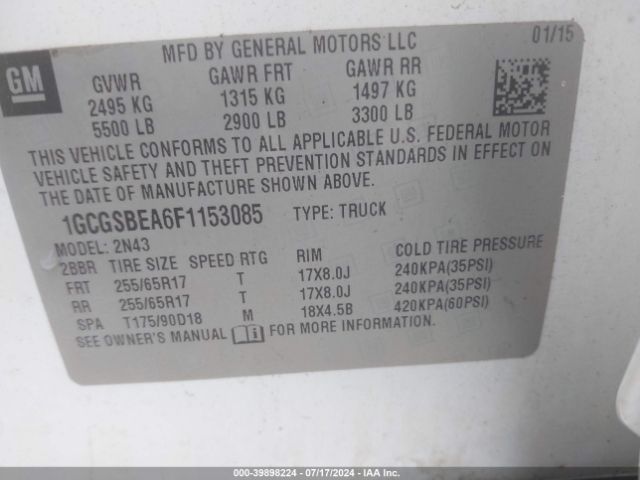 GM
MFD BY GENERAL MOTORS LLC 01/15
GVWR GAWR FRT GAWR RR
2495 KG 1315 KG 1497 KG
5500 LB 2900 LB 3300 LB
THIS VEHICLE CONFORMS TO ALL APPLICABLE U.S. FEDERAL MOTOR
VEHICLE SAFETY AND THEFT PREVENTION STANDARDS IN EFFECT ON
THE DATE OF MANUFACTURE SHOWN ABOVE.
1GCGSBEA6F1153085 TYPE: TRUCK
MODEL: 2N43
2BBR TIRE SIZE SPEED RTG RIM COLD TIRE PRESSURE
FRT 255/65R17 T 17X8.0J 240KPA(35PSI)
RR 255/65R17 T 17X8.0J 240KPA(35PSI)
SPA T175/90D18 M 18X4.5B 420KPA(60PSI)
SEE OWNER'S MANUAL FOR MORE INFORMATION.
000-39898224 / 07/17/2024 - IAA Inc.